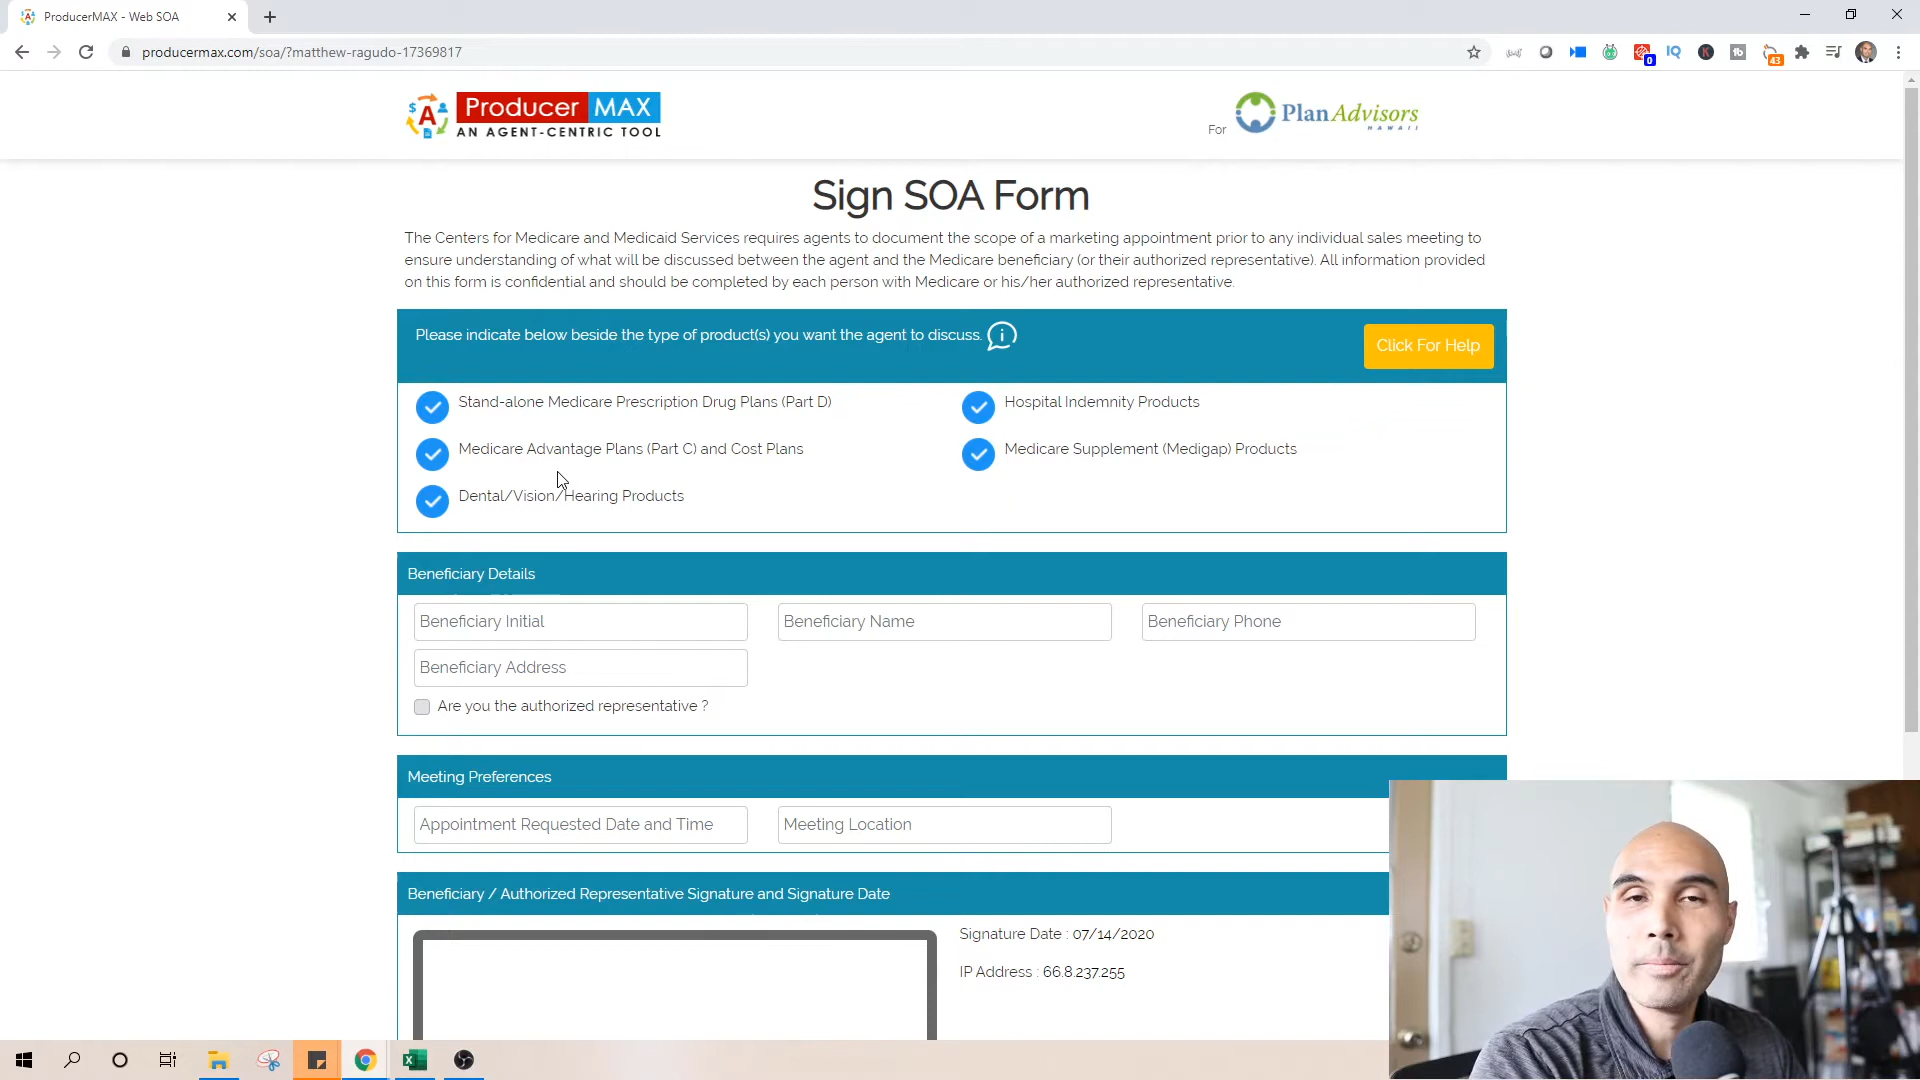 ProducerMAX - Web SOA
producermax.com/soa/?matthew-ragudo-17369817
IQ
K
0
43
$ A
Producer MAX
AN AGENT-CENTRIC TOOL
For
Plan Advisors
HAWAII
Sign SOA Form
The Centers for Medicare and Medicaid Services requires agents to document the scope of a marketing appointment prior to any individual sales meeting to
ensure understanding of what will be discussed between the agent and the Medicare beneficiary (or their authorized representative). All information provided
on this form is confidential and should be completed by each person with Medicare or his/her authorized representative.
Please indicate below beside the type of product(s) you want the agent to discuss.
Click For Help
Stand-alone Medicare Prescription Drug Plans (Part D)
Hospital Indemnity Products
Medicare Advantage Plans (Part C) and Cost Plans
Medicare Supplement (Medigap) Products
Dental/Vision/Hearing Products
Beneficiary Details
Beneficiary Initial
Beneficiary Name
Beneficiary Phone
Beneficiary Address
Are you the authorized representative ?
Meeting Preferences
Appointment Requested Date and Time
Meeting Location
Beneficiary / Authorized Representative Signature and Signature Date
Signature Date : 07/14/2020
IP Address : 66.8.237.255